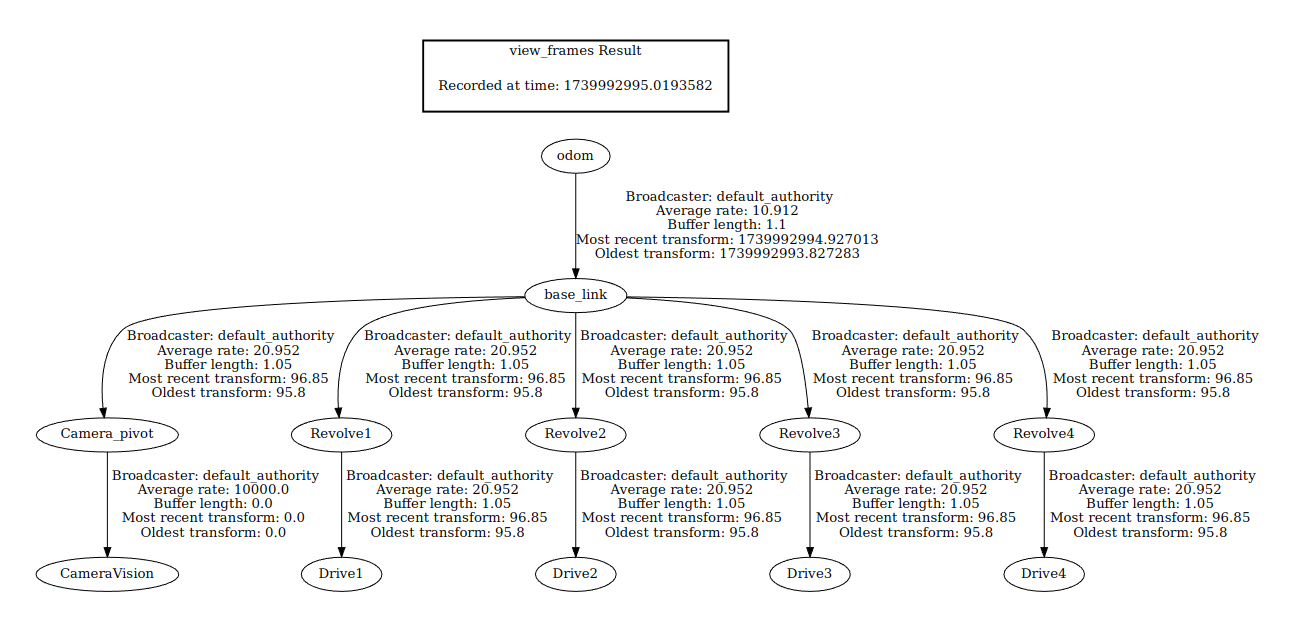 view_frames Result
Recorded at time: 1739992995.0193582
odom
Broadcaster: default_authority
Average rate: 10.912
Buffer length: 1.1
Most recent transform: 1739992994.927013
Oldest transform: 1739992993.827283
base_link
Broadcaster: default_authority
Average rate: 20.952
Buffer length: 1.05
Most recent transform: 96.85
Oldest transform: 95.8
Broadcaster: default_authority
Average rate: 20.952
Buffer length: 1.05
Most recent transform: 96.85
Oldest transform: 95.8
Broadcaster: default_authority
Average rate: 20.952
Buffer length: 1.05
Most recent transform: 96.85
Oldest transform: 95.8
Broadcaster: default_authority
Average rate: 20.952
Buffer length: 1.05
Most recent transform: 96.85
Oldest transform: 95.8
Broadcaster: default_authority
Average rate: 20.952
Buffer length: 1.05
Most recent transform: 96.85
Oldest transform: 95.8
Camera_pivot
Revolve1
Revolve2
Revolve3
Revolve4
Broadcaster: default_authority
Average rate: 10000.0
Buffer length: 0.0
Most recent transform: 0.0
Oldest transform: 0.0
Broadcaster: default_authority
Average rate: 20.952
Buffer length: 1.05
Most recent transform: 96.85
Oldest transform: 95.8
Broadcaster: default_authority
Average rate: 20.952
Buffer length: 1.05
Most recent transform: 96.85
Oldest transform: 95.8
Broadcaster: default_authority
Average rate: 20.952
Buffer length: 1.05
Most recent transform: 96.85
Oldest transform: 95.8
Broadcaster: default_authority
Average rate: 20.952
Buffer length: 1.05
Most recent transform: 96.85
Oldest transform: 95.8
CameraVision
Drive1
Drive2
Drive3
Drive4